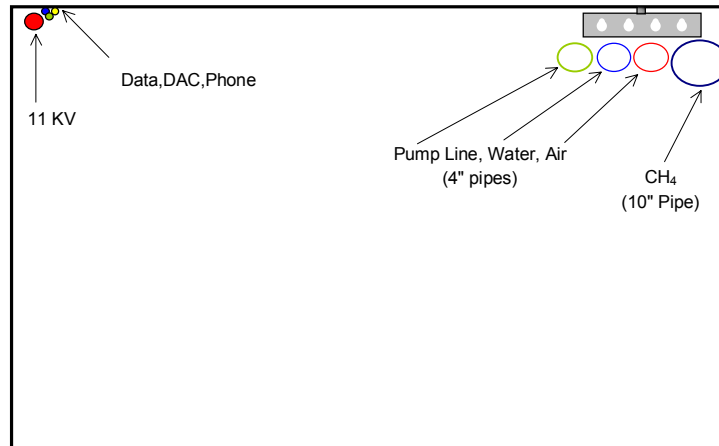 Data,DAC,Phone
11 KV
Pump Line, Water, Air
(4" pipes)
CH₄
(10" Pipe)